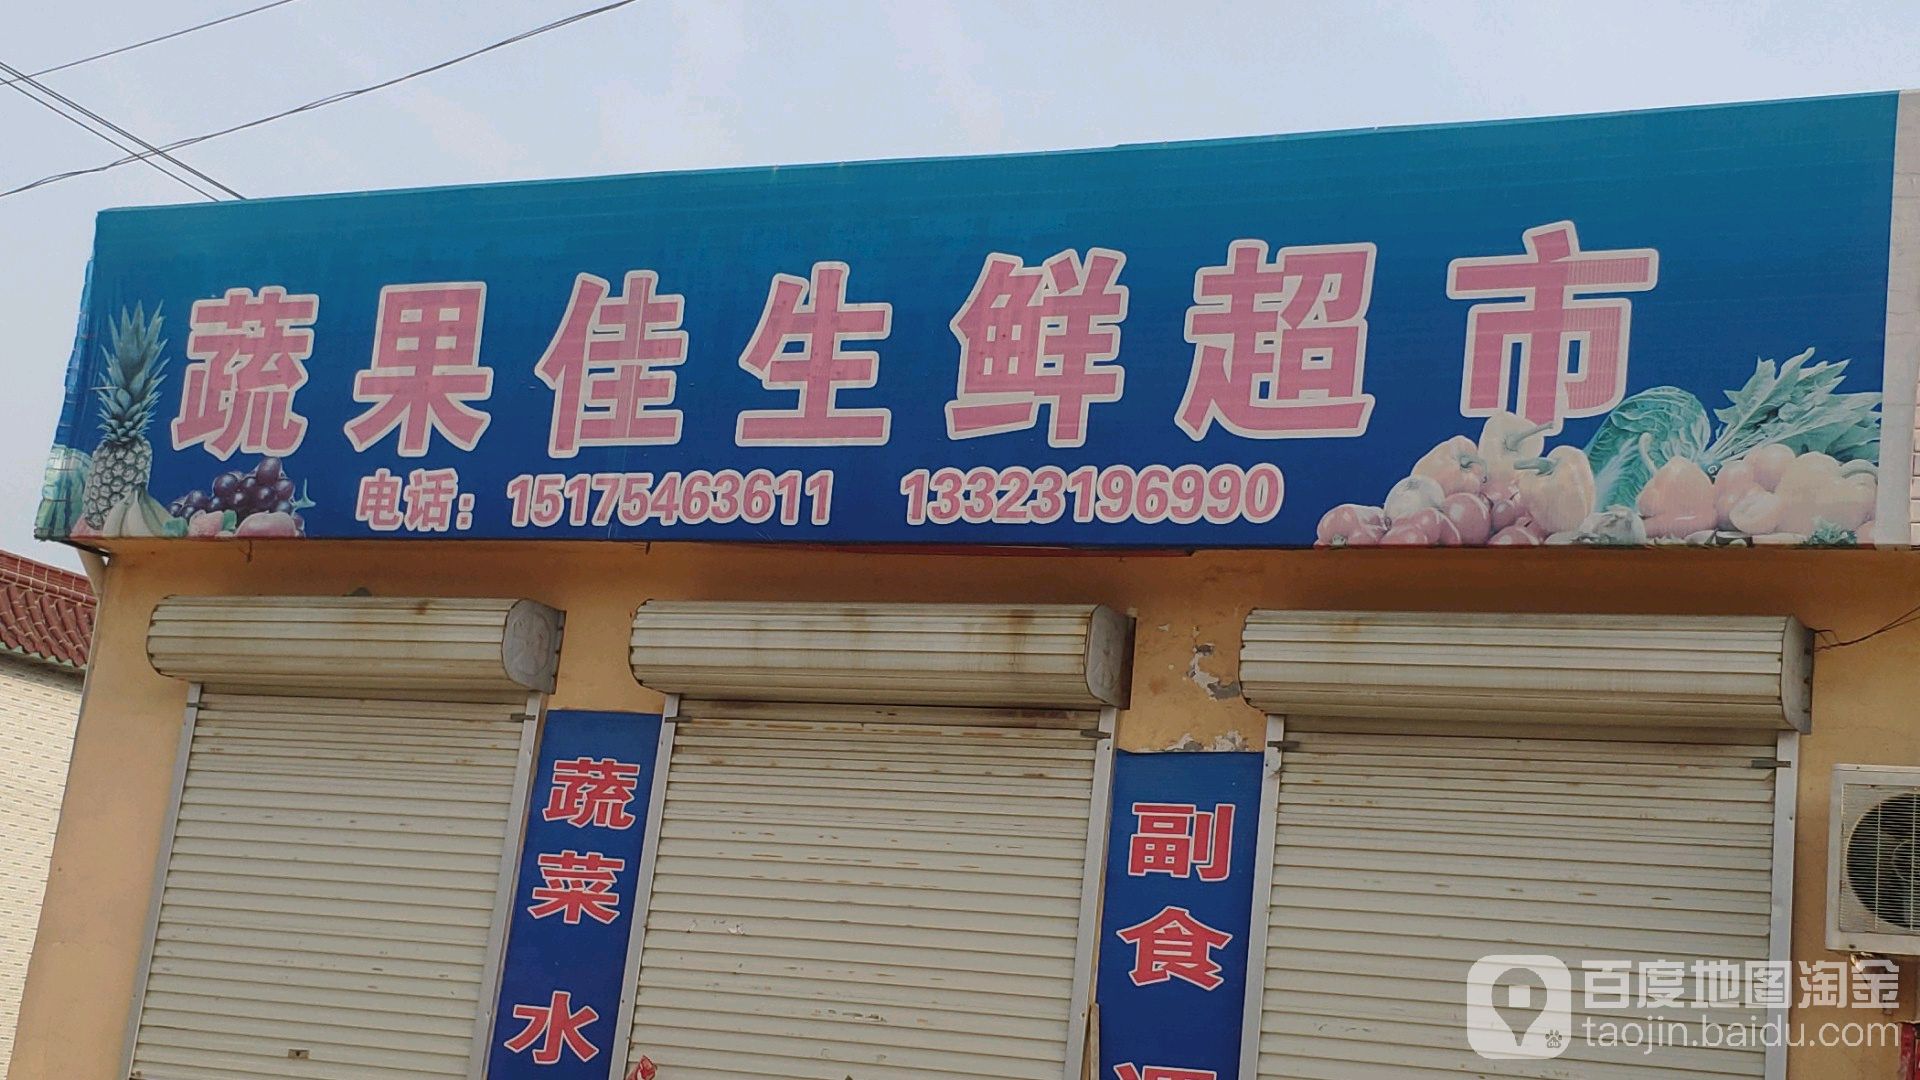 蔬果佳生鲜超市
电话：15175463611 13323196990
蔬菜 水
副食
百度地图淘金
taojin.baidu.com